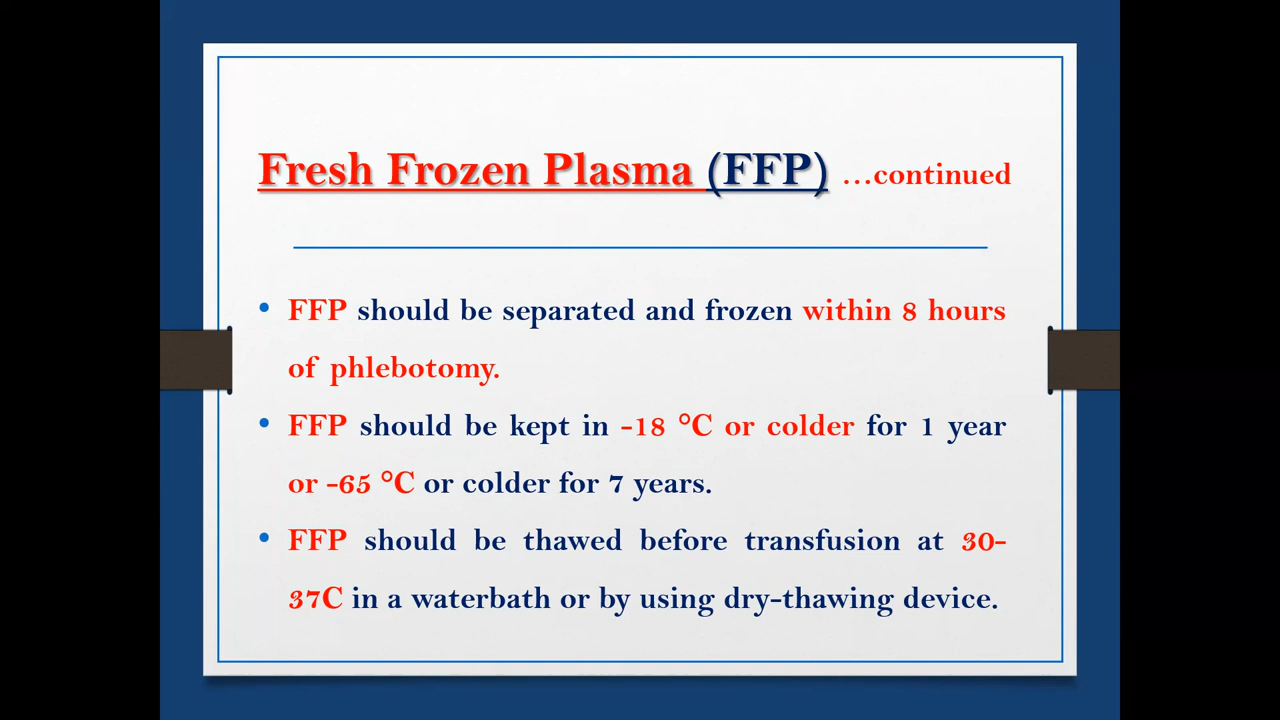 Fresh Frozen Plasma (FFP) …continued
• FFP should be separated and frozen within 8 hours
of phlebotomy.
• FFP should be kept in -18 °C or colder for 1 year
or -65 °C or colder for 7 years.
• FFP should be thawed before transfusion at 30-
37C in a waterbath or by using dry-thawing device.